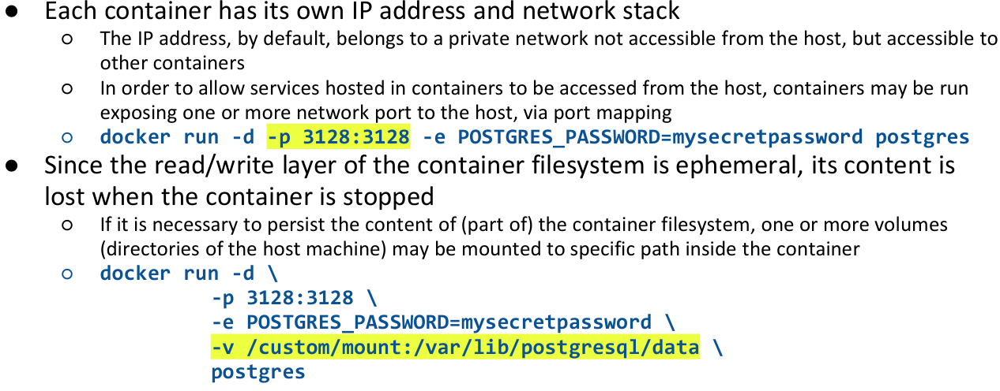 ● Each container has its own IP address and network stack
○ The IP address, by default, belongs to a private network not accessible from the host, but accessible to
other containers
○ In order to allow services hosted in containers to be accessed from the host, containers may be run
exposing one or more network port to the host, via port mapping
○ docker run -d -p 3128:3128 -e POSTGRES_PASSWORD=mysecretpassword postgres
● Since the read/write layer of the container filesystem is ephemeral, its content is
lost when the container is stopped
○ If it is necessary to persist the content of (part of) the container filesystem, one or more volumes
(directories of the host machine) may be mounted to specific path inside the container
○ docker run -d \
-p 3128:3128 \
-e POSTGRES_PASSWORD=mysecretpassword \
-v /custom/mount:/var/lib/postgresql/data \
postgres